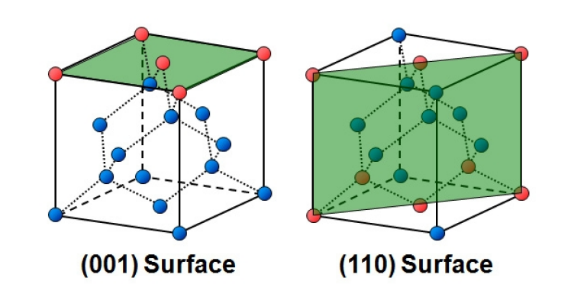 (001) Surface
(110) Surface